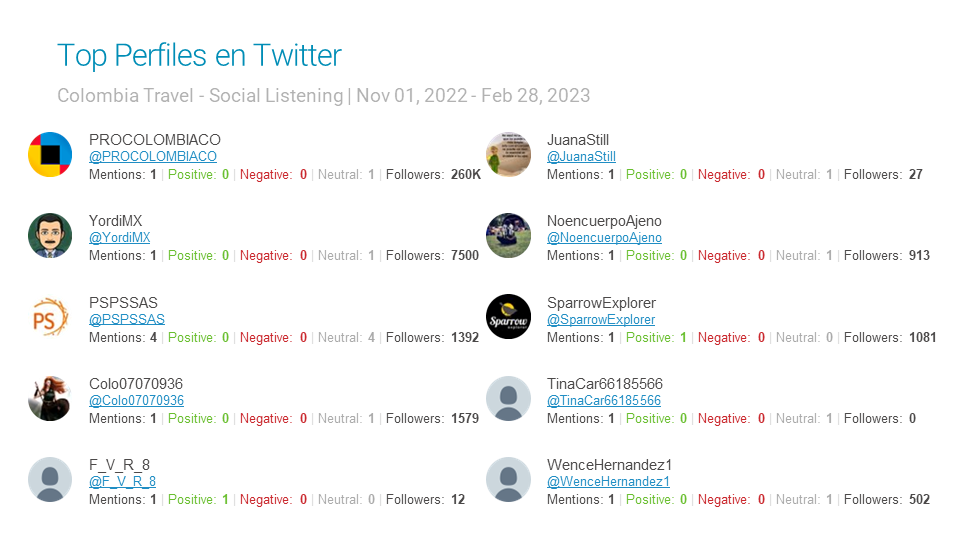 Top Perfiles en Twitter
Colombia Travel - Social Listening | Nov 01, 2022 - Feb 28, 2023
PROCOLOMBIACO
@PROCOLOMBIACO
Mentions: 1 | Positive: 0 | Negative: 0 | Neutral: 1 | Followers: 260K
YordiMX
@YordiMX
Mentions: 1 | Positive: 0 | Negative: 0 | Neutral: 1 | Followers: 7500
PS
PSPSSAS
@PSPSSAS
Mentions: 4 | Positive: 0 | Negative: 0 | Neutral: 4 | Followers: 1392
Colo07070936
@Colo07070936
Mentions: 1 | Positive: 0 | Negative: 0 | Neutral: 1 | Followers: 1579
F_V_R_8
@F_V_R_8
Mentions: 1 | Positive: 1 | Negative: 0 | Neutral: 0 | Followers: 12
JuanaStill
@JuanaStill
Mentions: 1 | Positive: 0 | Negative: 0 | Neutral: 1 | Followers: 27
NoencuerpoAjeno
@NoencuerpoAjeno
Mentions: 1 | Positive: 0 | Negative: 0 | Neutral: 1 | Followers: 913
Sparrow
explorer
SparrowExplorer
@SparrowExplorer
Mentions: 1 | Positive: 1 | Negative: 0 | Neutral: 0 | Followers: 1081
TinaCar66185566
@TinaCar66185566
Mentions: 1 | Positive: 0 | Negative: 0 | Neutral: 1 | Followers: 0
WenceHernandez1
@WenceHernandez1
Mentions: 1 | Positive: 0 | Negative: 0 | Neutral: 1 | Followers: 502